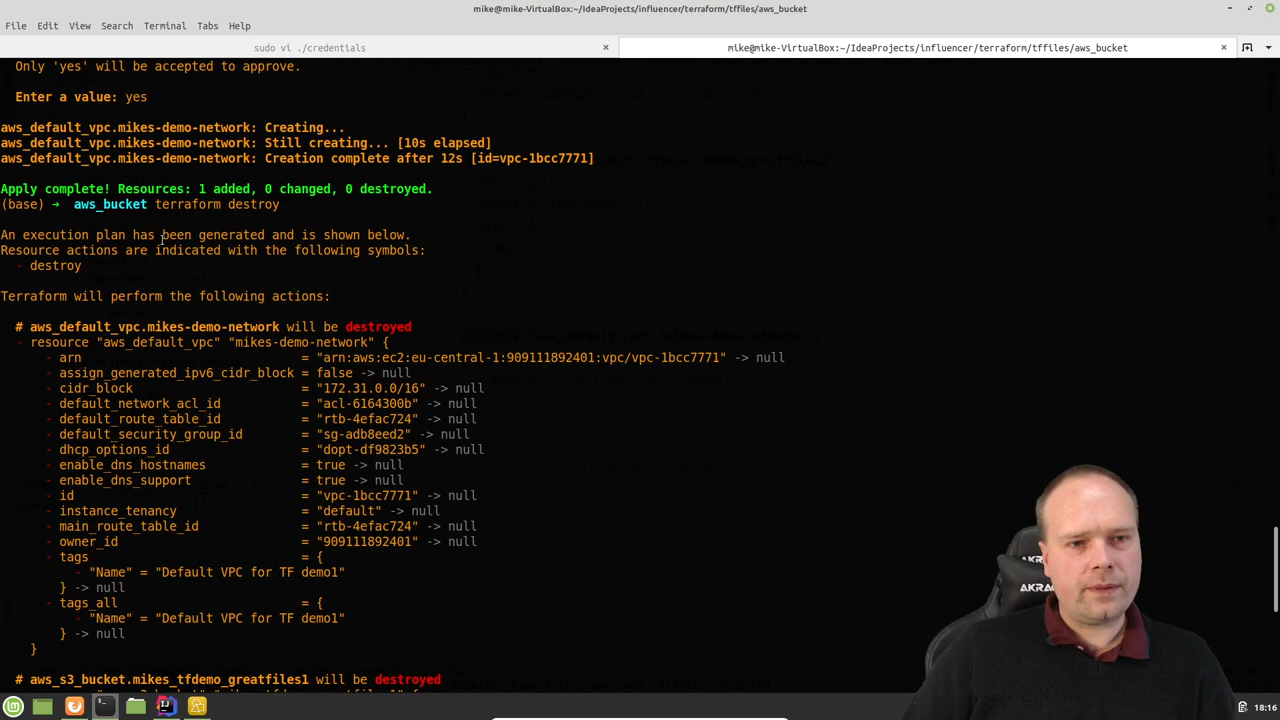 mike@mike-VirtualBox:~/IdeaProjects/influencer/terraform/tffiles/aws_bucket
File Edit View Search Terminal Tabs Help
sudo vi ./credentials × mike@mike-VirtualBox:~/IdeaProjects/influencer/terraform/tffiles/aws_bucket ×
Only 'yes' will be accepted to approve.
Enter a value: yes
aws_default_vpc.mikes-demo-network: Creating...
aws_default_vpc.mikes-demo-network: Still creating... [10s elapsed]
aws_default_vpc.mikes-demo-network: Creation complete after 12s [id=vpc-1bcc7771]
Apply complete! Resources: 1 added, 0 changed, 0 destroyed.
(base) → aws_bucket terraform destroy
An execution plan has been generated and is shown below.
Resource actions are indicated with the following symbols:
- destroy
Terraform will perform the following actions:
# aws_default_vpc.mikes-demo-network will be destroyed
- resource "aws_default_vpc" "mikes-demo-network" {
- arn = "arn:aws:ec2:eu-central-1:909111892401:vpc/vpc-1bcc7771" -> null
- assign_generated_ipv6_cidr_block = false -> null
- cidr_block = "172.31.0.0/16" -> null
- default_network_acl_id = "acl-6164300b" -> null
- default_route_table_id = "rtb-4efac724" -> null
- default_security_group_id = "sg-adb8eed2" -> null
- dhcp_options_id = "dopt-df9823b5" -> null
- enable_dns_hostnames = true -> null
- enable_dns_support = true -> null
- id = "vpc-1bcc7771" -> null
- instance_tenancy = "default" -> null
- main_route_table_id = "rtb-4efac724" -> null
- owner_id = "909111892401" -> null
- tags = {
- "Name" = "Default VPC for TF demo1"
} -> null
- tags_all = {
- "Name" = "Default VPC for TF demo1"
} -> null
}
# aws_s3_bucket.mikes_tfdemo_greatfiles1 will be destroyed
AKRA
AKRAC
18:16